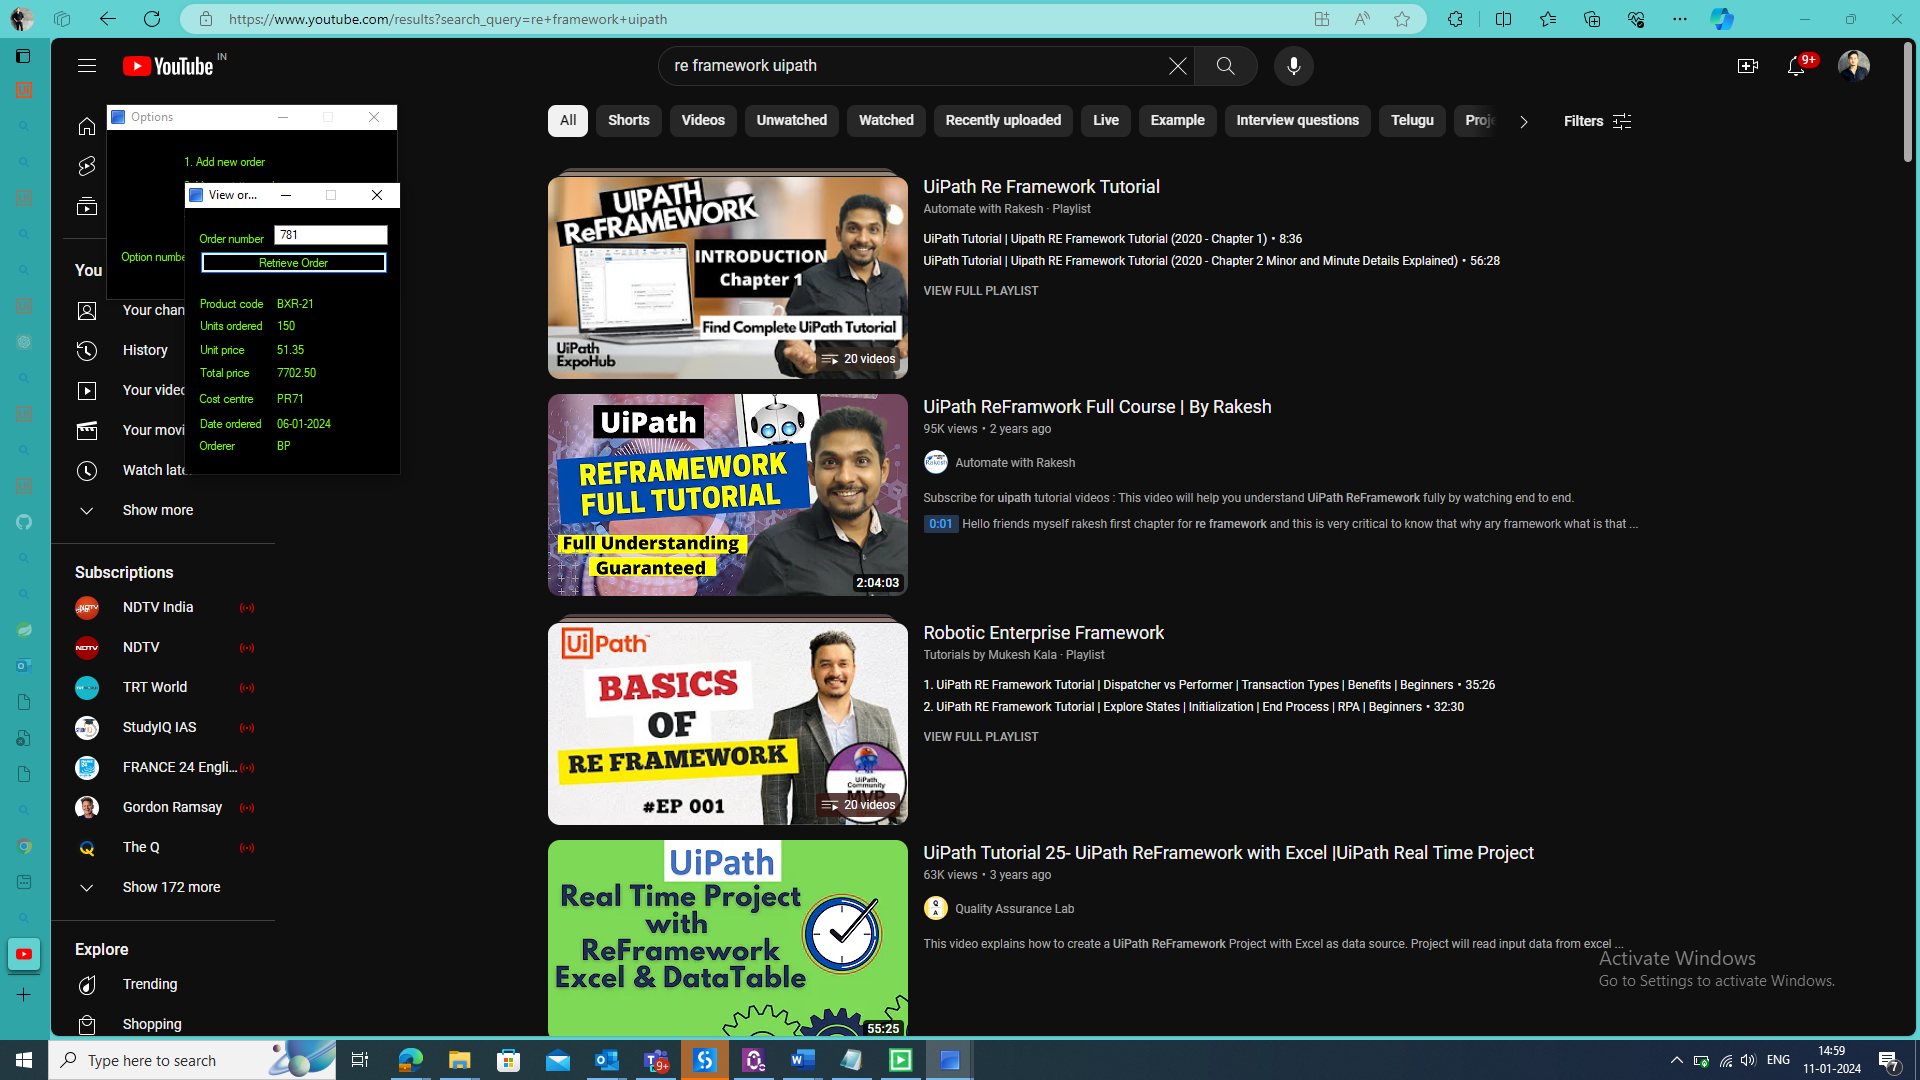 https://www.youtube.com/results?search_query=re+framework+uipath
YouTube IN
re framework uipath
9+
All
Shorts
Videos
Unwatched
Watched
Recently uploaded
Live
Example
Interview questions
Telugu
Proje
Filters
Options
1. Add new order
Option numbe
View or...
Order number 781
Retrieve Order
Product code BXR-21
Units ordered 150
Unit price 51.35
Total price 7702.50
Cost centre PR71
Date ordered 06-01-2024
Orderer BP
You
Your chan
History
Your videc
Your movi
Watch late
Show more
Subscriptions
NDTV India
NDTV
TRT World
StudyIQ IAS
FRANCE 24 Engli...
Gordon Ramsay
The Q
Show 172 more
Explore
Trending
Shopping
UIPATH
ReFRAMEWORK
INTRODUCTION
Chapter 1
Find Complete UiPath Tutorial
UiPath
ExpoHub
20 videos
UiPath Re Framework Tutorial
Automate with Rakesh · Playlist
UiPath Tutorial | Uipath RE Framework Tutorial (2020 - Chapter 1) • 8:36
UiPath Tutorial | Uipath RE Framework Tutorial (2020 - Chapter 2 Minor and Minute Details Explained) • 56:28
VIEW FULL PLAYLIST
UiPath
REFRAMEWORK
FULL TUTORIAL
Full Understanding
Guaranteed
2:04:03
UiPath ReFramwork Full Course | By Rakesh
95K views • 2 years ago
Automate with Rakesh
Subscribe for uipath tutorial videos : This video will help you understand UiPath ReFramework fully by watching end to end.
0:01 Hello friends myself rakesh first chapter for re framework and this is very critical to know that why ary framework what is that ...
UiPath
BASICS
OF
RE FRAMEWORK
#EP 001
UiPath
Community
MVP
20 videos
Robotic Enterprise Framework
Tutorials by Mukesh Kala · Playlist
1. UiPath RE Framework Tutorial | Dispatcher vs Performer | Transaction Types | Benefits | Beginners • 35:26
2. UiPath RE Framework Tutorial | Explore States | Initialization | End Process | RPA | Beginners • 32:30
VIEW FULL PLAYLIST
UiPath
Real Time Project
with
ReFramework
Excel & DataTable
55:25
UiPath Tutorial 25- UiPath ReFramework with Excel |UiPath Real Time Project
63K views • 3 years ago
Quality Assurance Lab
This video explains how to create a UiPath ReFramework Project with Excel as data source. Project will read input data from excel ...
Activate Windows
Go to Settings to activate Windows.
Type here to search
9+
ENG
14:59
11-01-2024
7